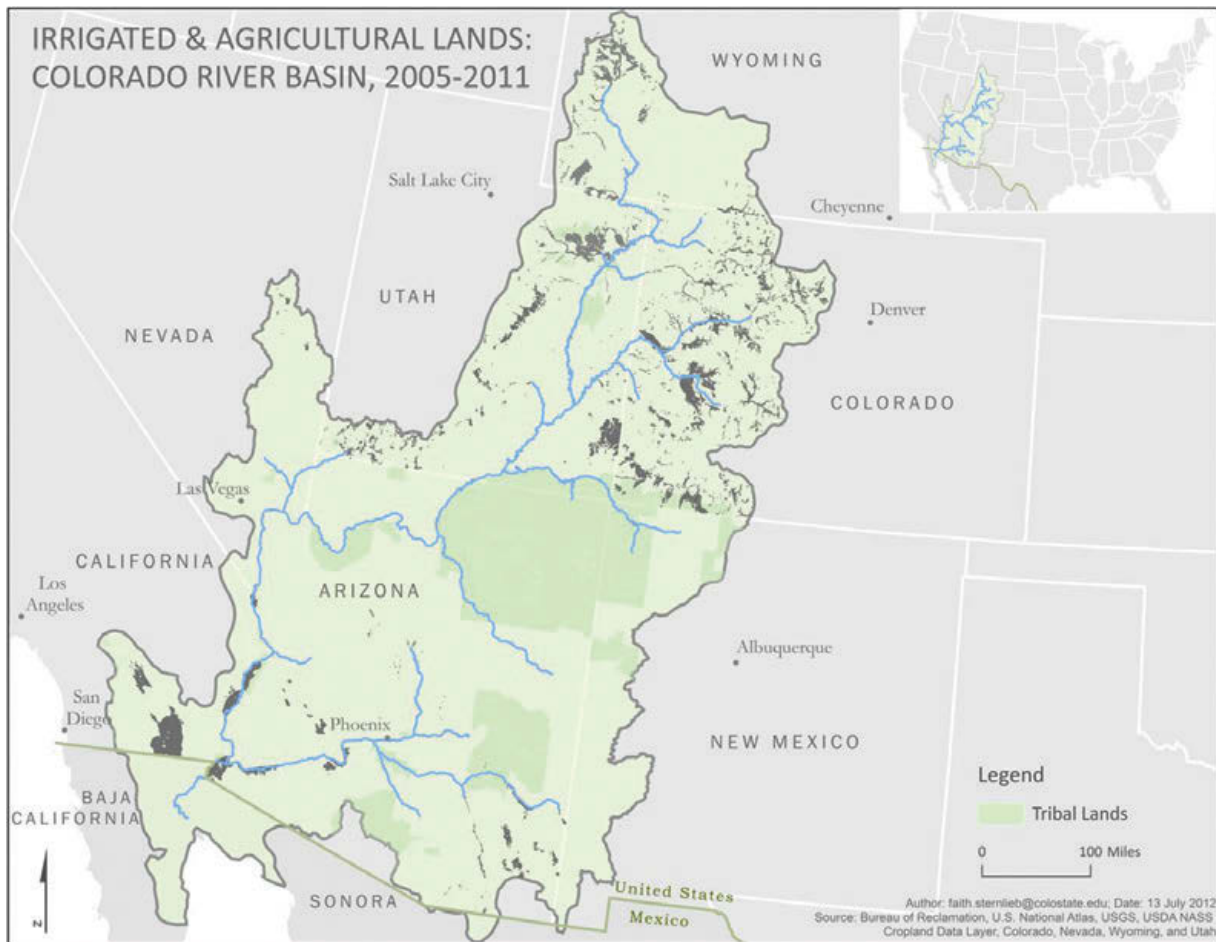 IRRIGATED & AGRICULTURAL LANDS:
COLORADO RIVER BASIN, 2005-2011
WYOMING
Salt Lake City
Cheyenne
UTAH
NEVADA
Denver
COLORADO
Las Vegas
CALIFORNIA
Los
Angeles
ARIZONA
Albuquerque
San
Diego
Phoenix
NEW MEXICO
BAJA
CALIFORNIA
SONORA
United States
Mexico
Legend
Tribal Lands
0 100 Miles
N
Author: faith.sternlieb@colostate.edu; Date: 13 July 2012
Source: Bureau of Reclamation, U.S. National Atlas, USGS, USDA NASS
Cropland Data Layer, Colorado, Nevada, Wyoming, and Utah